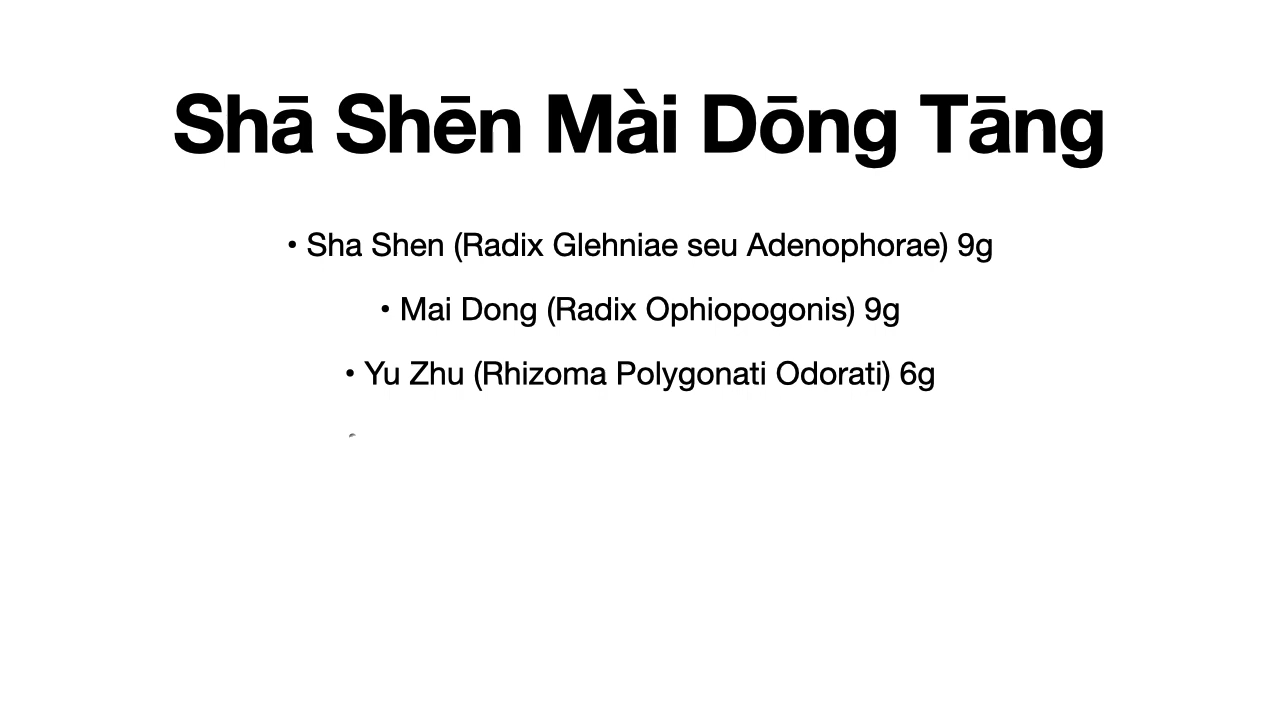 Shā Shēn Mài Dōng Tāng
• Sha Shen (Radix Glehniae seu Adenophorae) 9g
• Mai Dong (Radix Ophiopogonis) 9g
• Yu Zhu (Rhizoma Polygonati Odorati) 6g